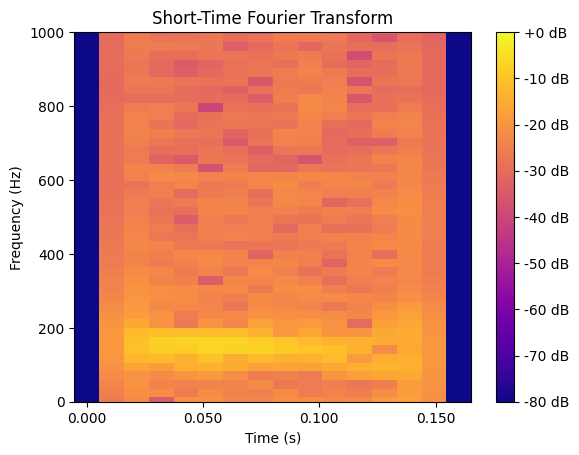 Short-Time Fourier Transform
1000
800
600
400
200
0
Frequency (Hz)
0.000
0.050
0.100
0.150
Time (s)
+0 dB
-10 dB
-20 dB
-30 dB
-40 dB
-50 dB
-60 dB
-70 dB
-80 dB